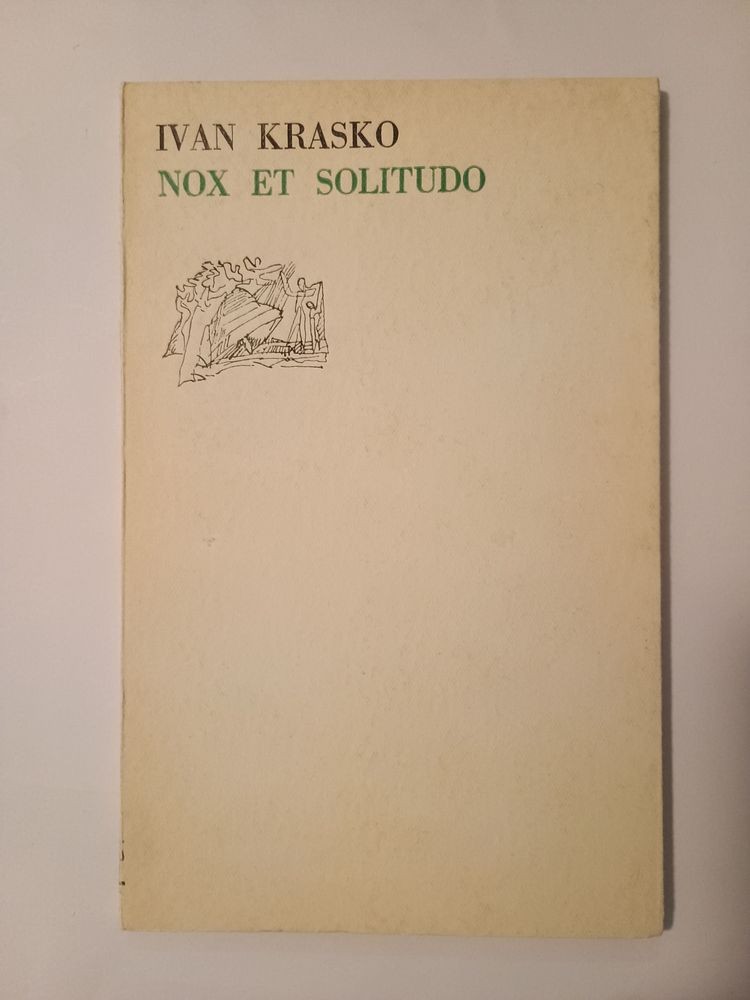 IVAN KRASKO
NOX ET SOLITUDO